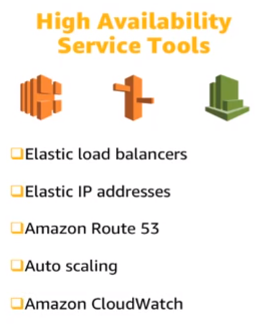 High Availability
Service Tools
Elastic load balancers
Elastic IP addresses
Amazon Route 53
Auto scaling
Amazon CloudWatch